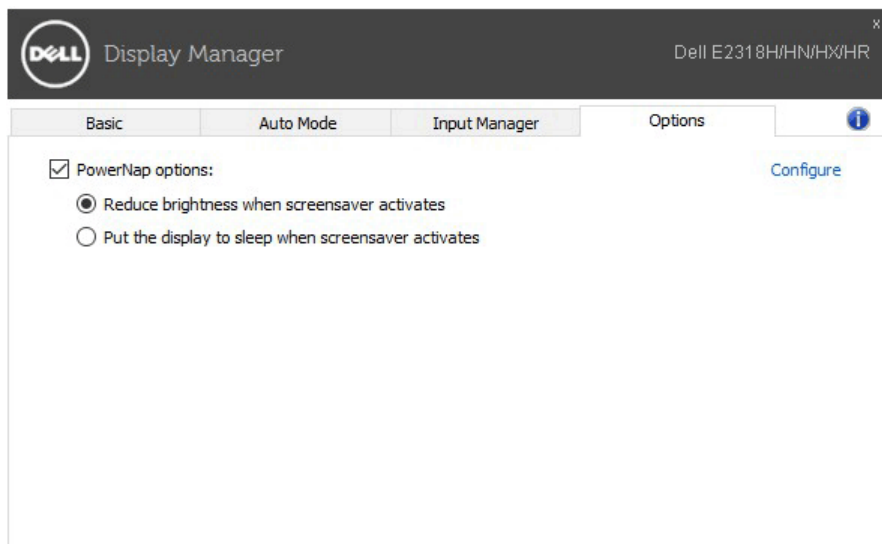 x
DELL Display Manager
Dell E2318H/HN/HX/HR
Basic Auto Mode Input Manager Options i
PowerNap options: Configure
Reduce brightness when screensaver activates
Put the display to sleep when screensaver activates